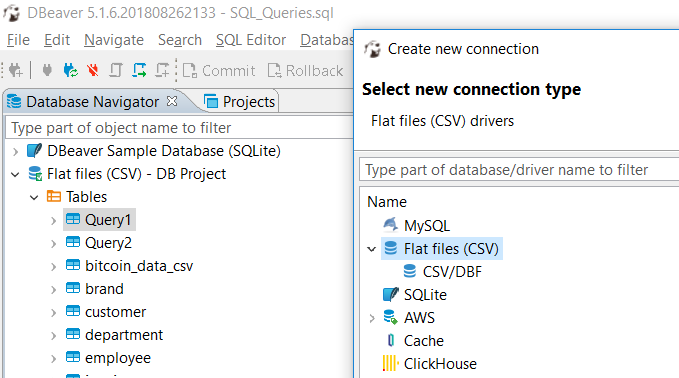 DBeaver 5.1.6.201808262133 - SQL_Queries.sql
File Edit Navigate Search SQL Editor Databas
Commit Rollback
Database Navigator Projects
Type part of object name to filter
DBeaver Sample Database (SQLite)
Flat files (CSV) - DB Project
Tables
Query1
Query2
bitcoin_data_csv
brand
customer
department
employee
Create new connection
Select new connection type
Flat files (CSV) drivers
Type part of database/driver name to filter
Name
MySQL
Flat files (CSV)
CSV/DBF
SQLite
AWS
Cache
ClickHouse